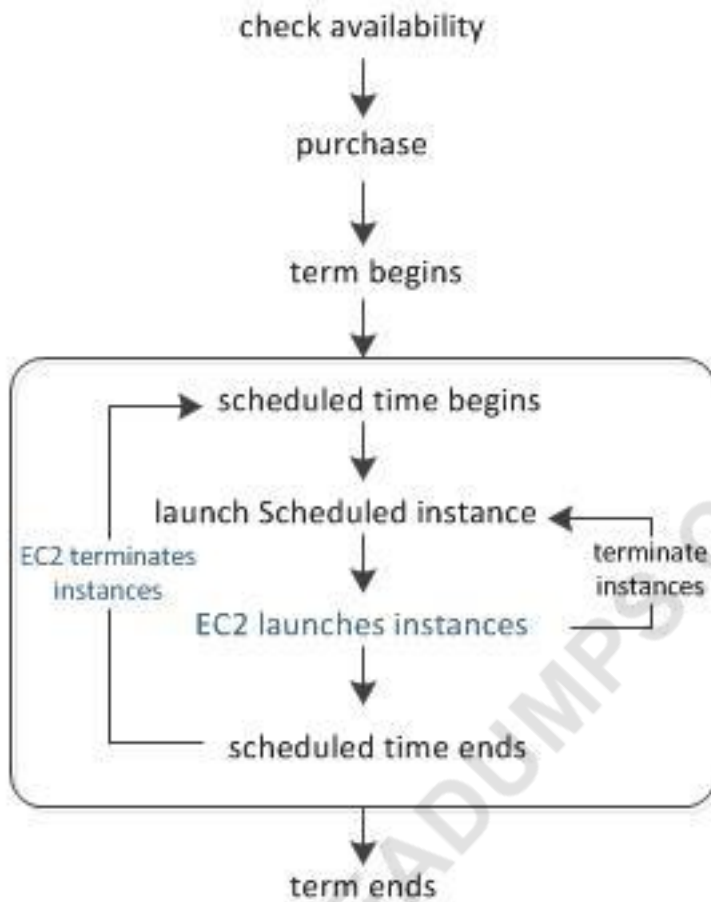 check availability
purchase
term begins
scheduled time begins
launch Scheduled instance
EC2 terminates
instances
terminate
instances
EC2 launches instances
scheduled time ends
term ends